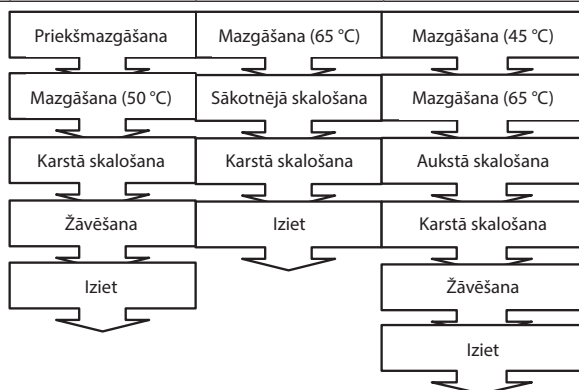 Priekšmazgāšana
Mazgāšana (50 °C)
Karstā skalošana
Žāvēšana
Iziet
Mazgāšana (65 °C)
Sākotnējā skalošana
Karstā skalošana
Iziet
Mazgāšana (45 °C)
Mazgāšana (65 °C)
Aukstā skalošana
Karstā skalošana
Žāvēšana
Iziet